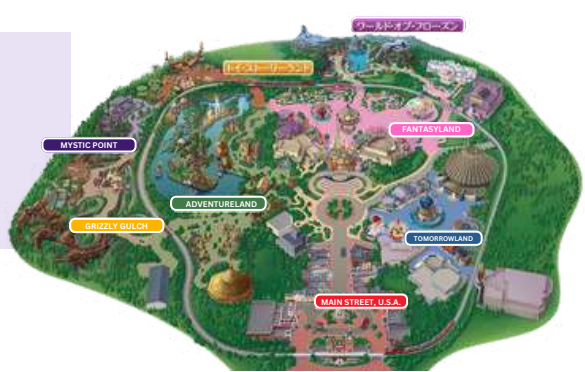 ワールド・オブ・フローズン
トイ・ストーリーランド
FANTASYLAND
MYSTIC POINT
ADVENTURELAND
GRIZZLY GULCH
TOMORROWLAND
MAIN STREET, U.S.A.